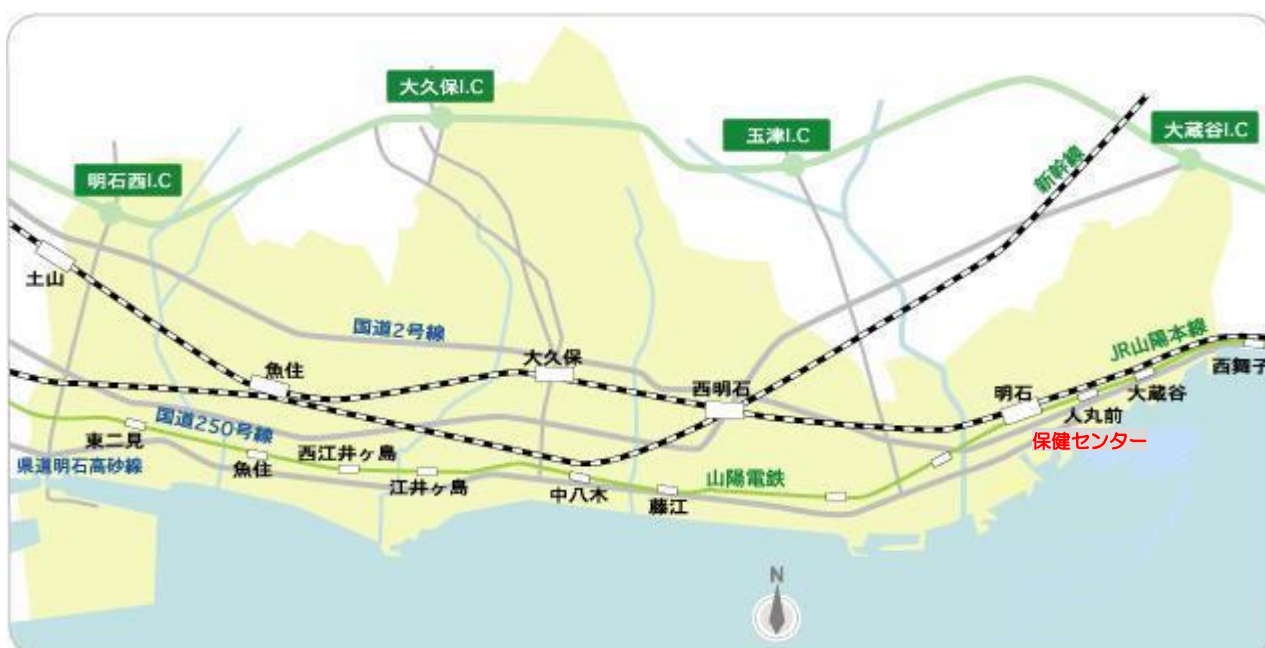 大久保I.C
玉津I.C
大蔵谷I.C
明石西I.C
新幹線
土山
国道2号線
魚住
大久保
西明石
明石
JR山陽本線
西舞子
大蔵谷
人丸前
保健センター
国道250号線
東二見
魚住
西江井ヶ島
江井ヶ島
県道明石高砂線
中八木
藤江
山陽電鉄
N